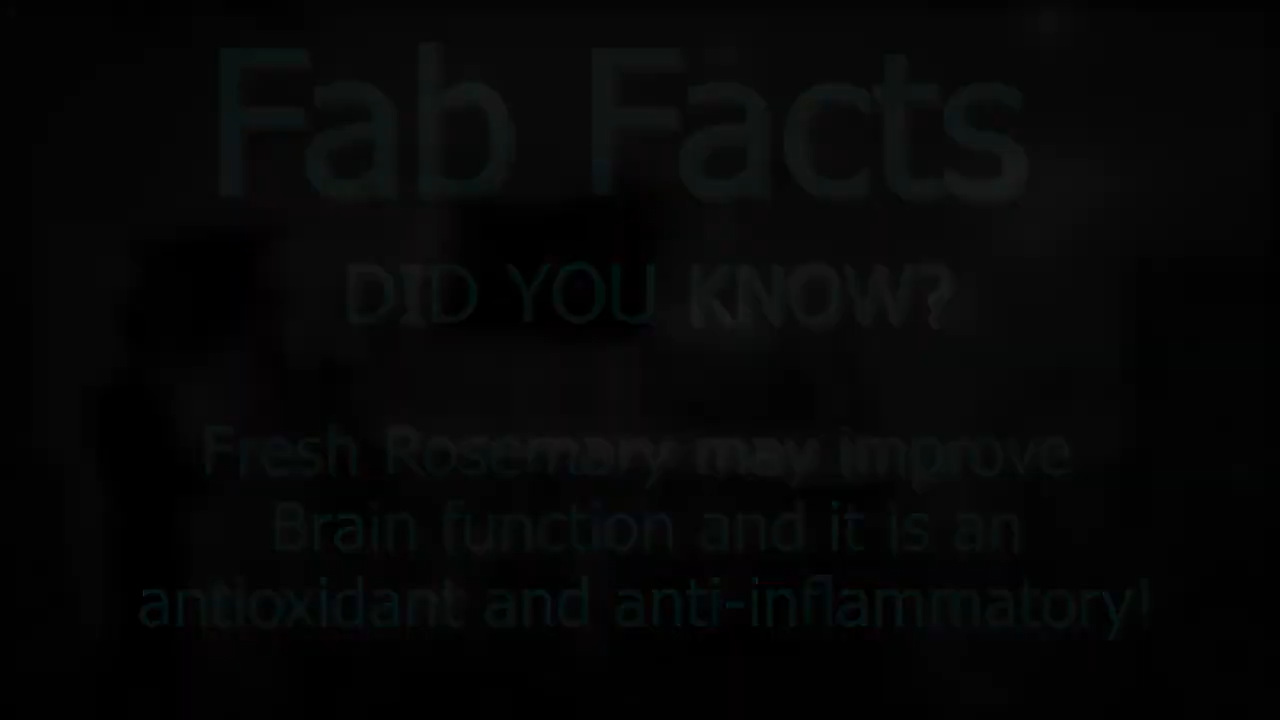 Fab Facts
DID YOU KNOW?
Fresh Rosemary may improve
Brain function and it is an
antioxidant and anti-inflammatory!